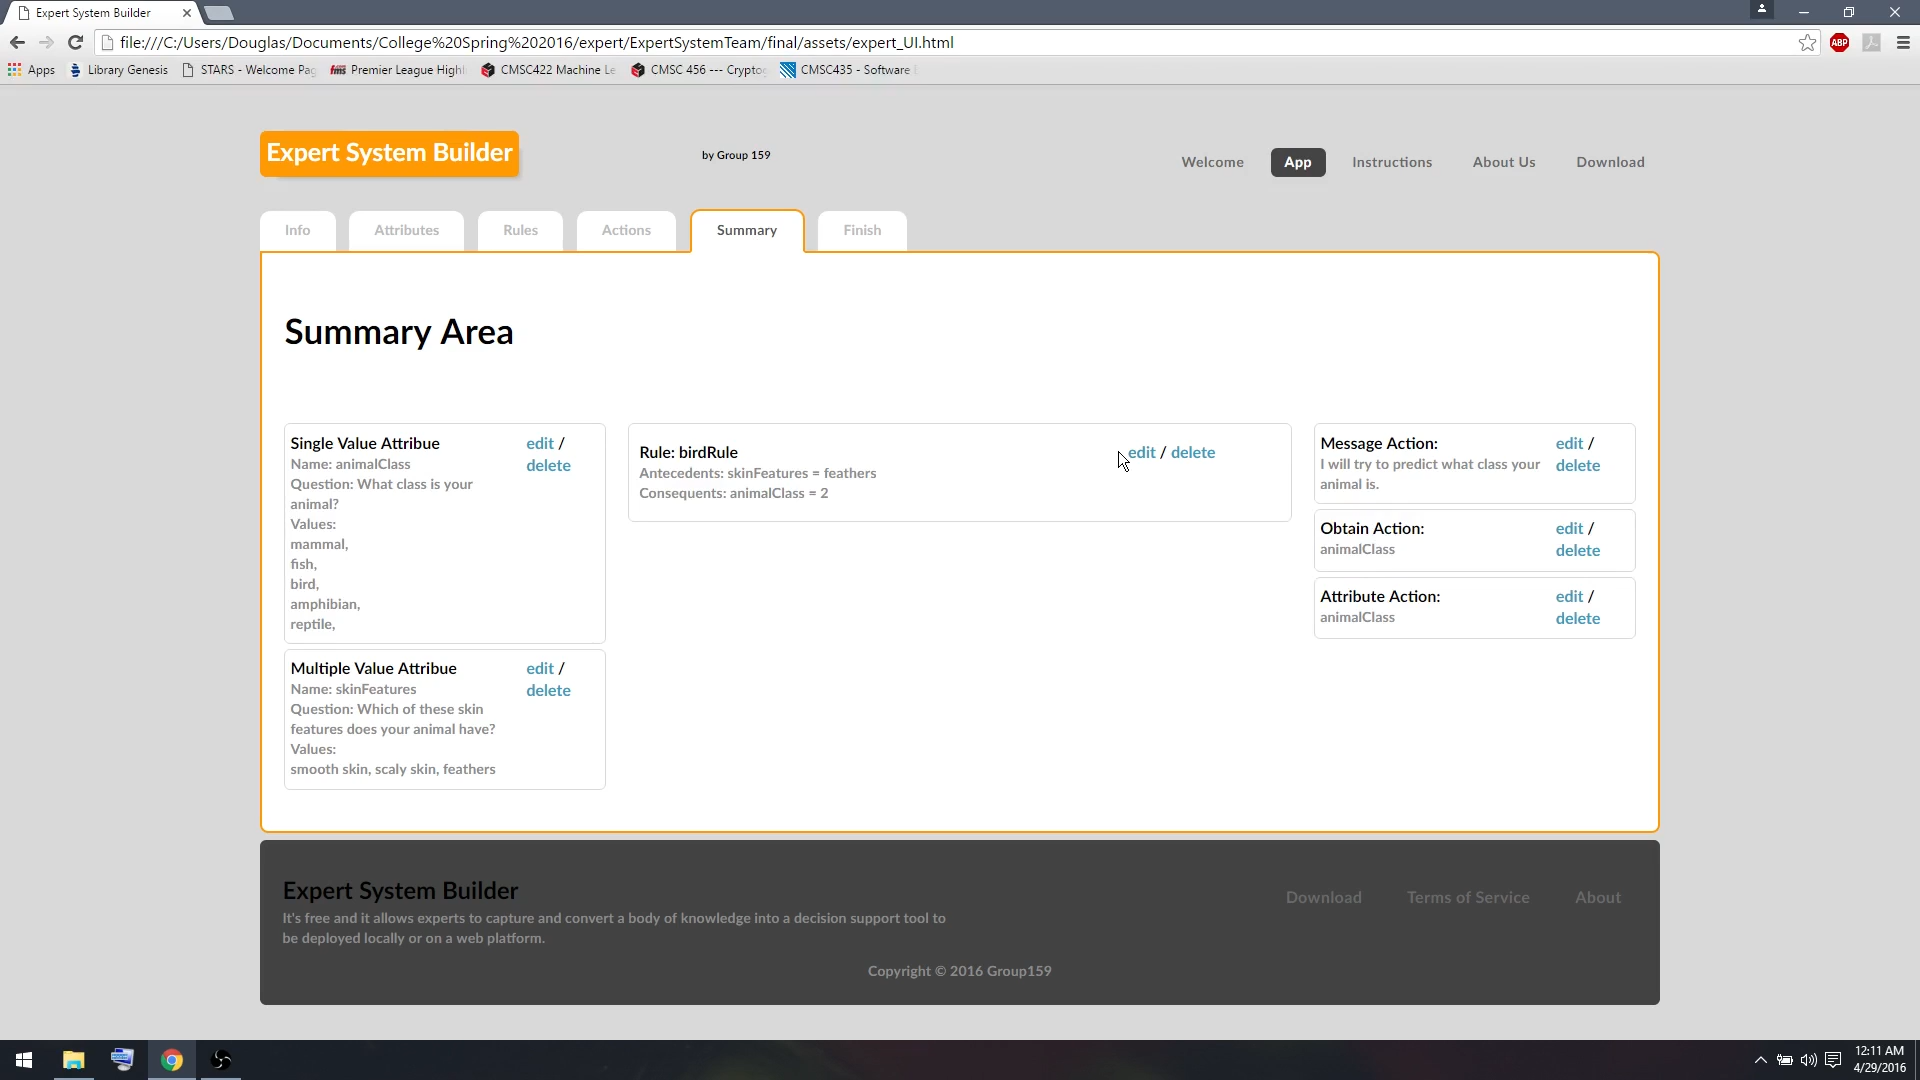 Expert System Builder
file:///C:/Users/Douglas/Documents/College%20Spring%202016/expert/ExpertSystemTeam/final/assets/expert_UI.html
ABP
Apps
Library Genesis
STARS - Welcome Pag
Premier League Highl
CMSC422 Machine Le
CMSC 456 --- Cryptog
CMSC435 - Software
Expert System Builder
by Group 159
Welcome
App
Instructions
About Us
Download
Info
Attributes
Rules
Actions
Summary
Finish
Summary Area
Single Value Attribue
edit /
delete
Name: animalClass
Question: What class is your
animal?
Values:
mammal,
fish,
bird,
amphibian,
reptile,
Multiple Value Attribue
edit /
delete
Name: skinFeatures
Question: Which of these skin
features does your animal have?
Values:
smooth skin, scaly skin, feathers
Rule: birdRule
edit / delete
Antecedents: skinFeatures = feathers
Consequents: animalClass = 2
Message Action:
edit /
delete
I will try to predict what class your
animal is.
Obtain Action:
edit /
delete
animalClass
Attribute Action:
edit /
delete
animalClass
Expert System Builder
It's free and it allows experts to capture and convert a body of knowledge into a decision support tool to
be deployed locally or on a web platform.
Download
Terms of Service
About
Copyright © 2016 Group159
12:11 AM
4/29/2016